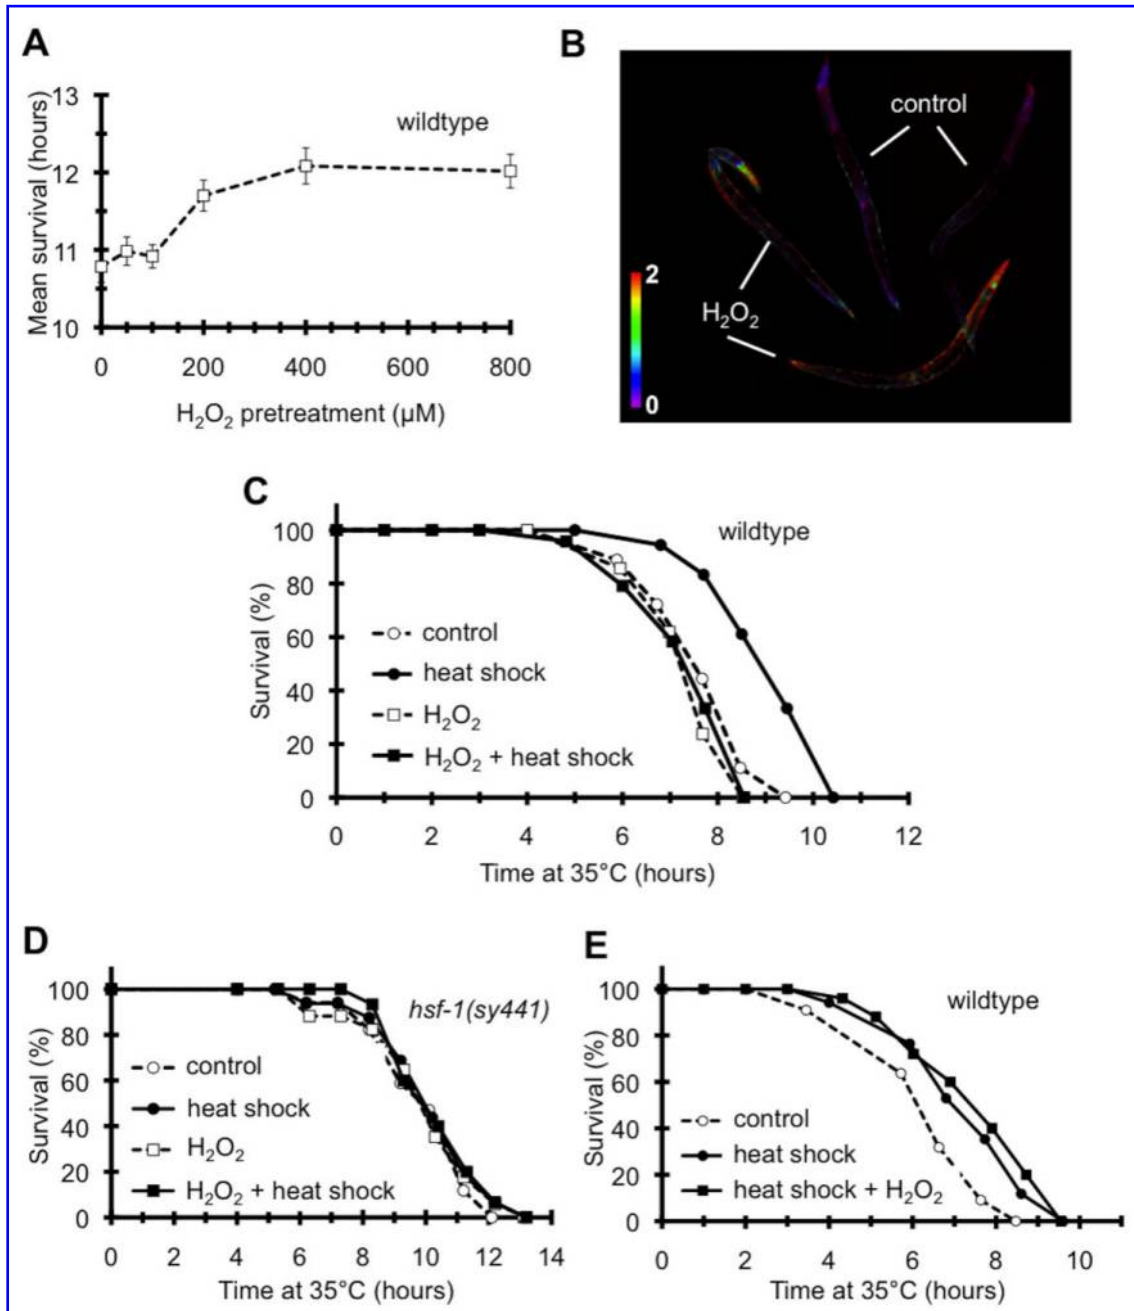 A
Mean survival (hours)
13
12
11
10
wildtype
0 200 400 600 800
H₂O₂ pretreatment (µM)
B
control
H₂O₂
2
0
C
Survival (%)
100
80
60
40
20
0
wildtype
control
heat shock
H₂O₂
H₂O₂ + heat shock
0 2 4 6 8 10 12
Time at 35°C (hours)
D
Survival (%)
100
80
60
40
20
0
hsf-1(sy441)
control
heat shock
H₂O₂
H₂O₂ + heat shock
0 2 4 6 8 10 12 14
Time at 35°C (hours)
E
Survival (%)
100
80
60
40
20
0
wildtype
control
heat shock
heat shock + H₂O₂
0 2 4 6 8 10
Time at 35°C (hours)